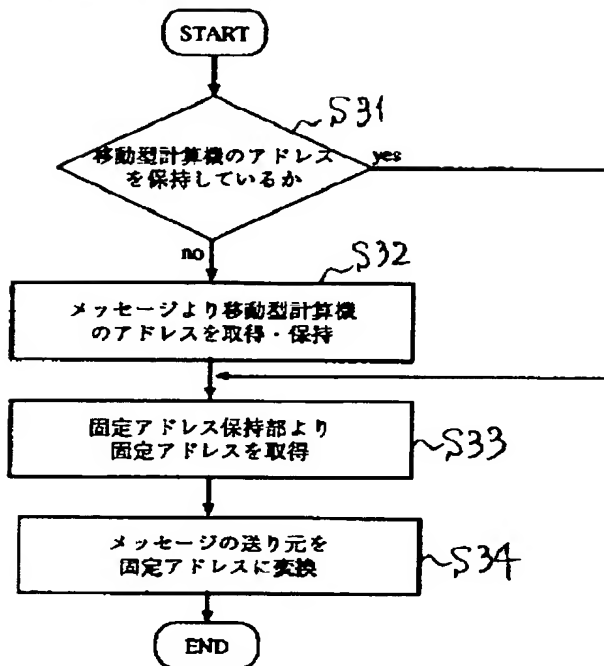 START
S31
移動型計算機のアドレス
を保持しているか
yes
no
S32
メッセージより移動型計算機
のアドレスを取得・保持
固定アドレス保持部より
固定アドレスを取得
S33
メッセージの送り元を
固定アドレスに変換
S34
END